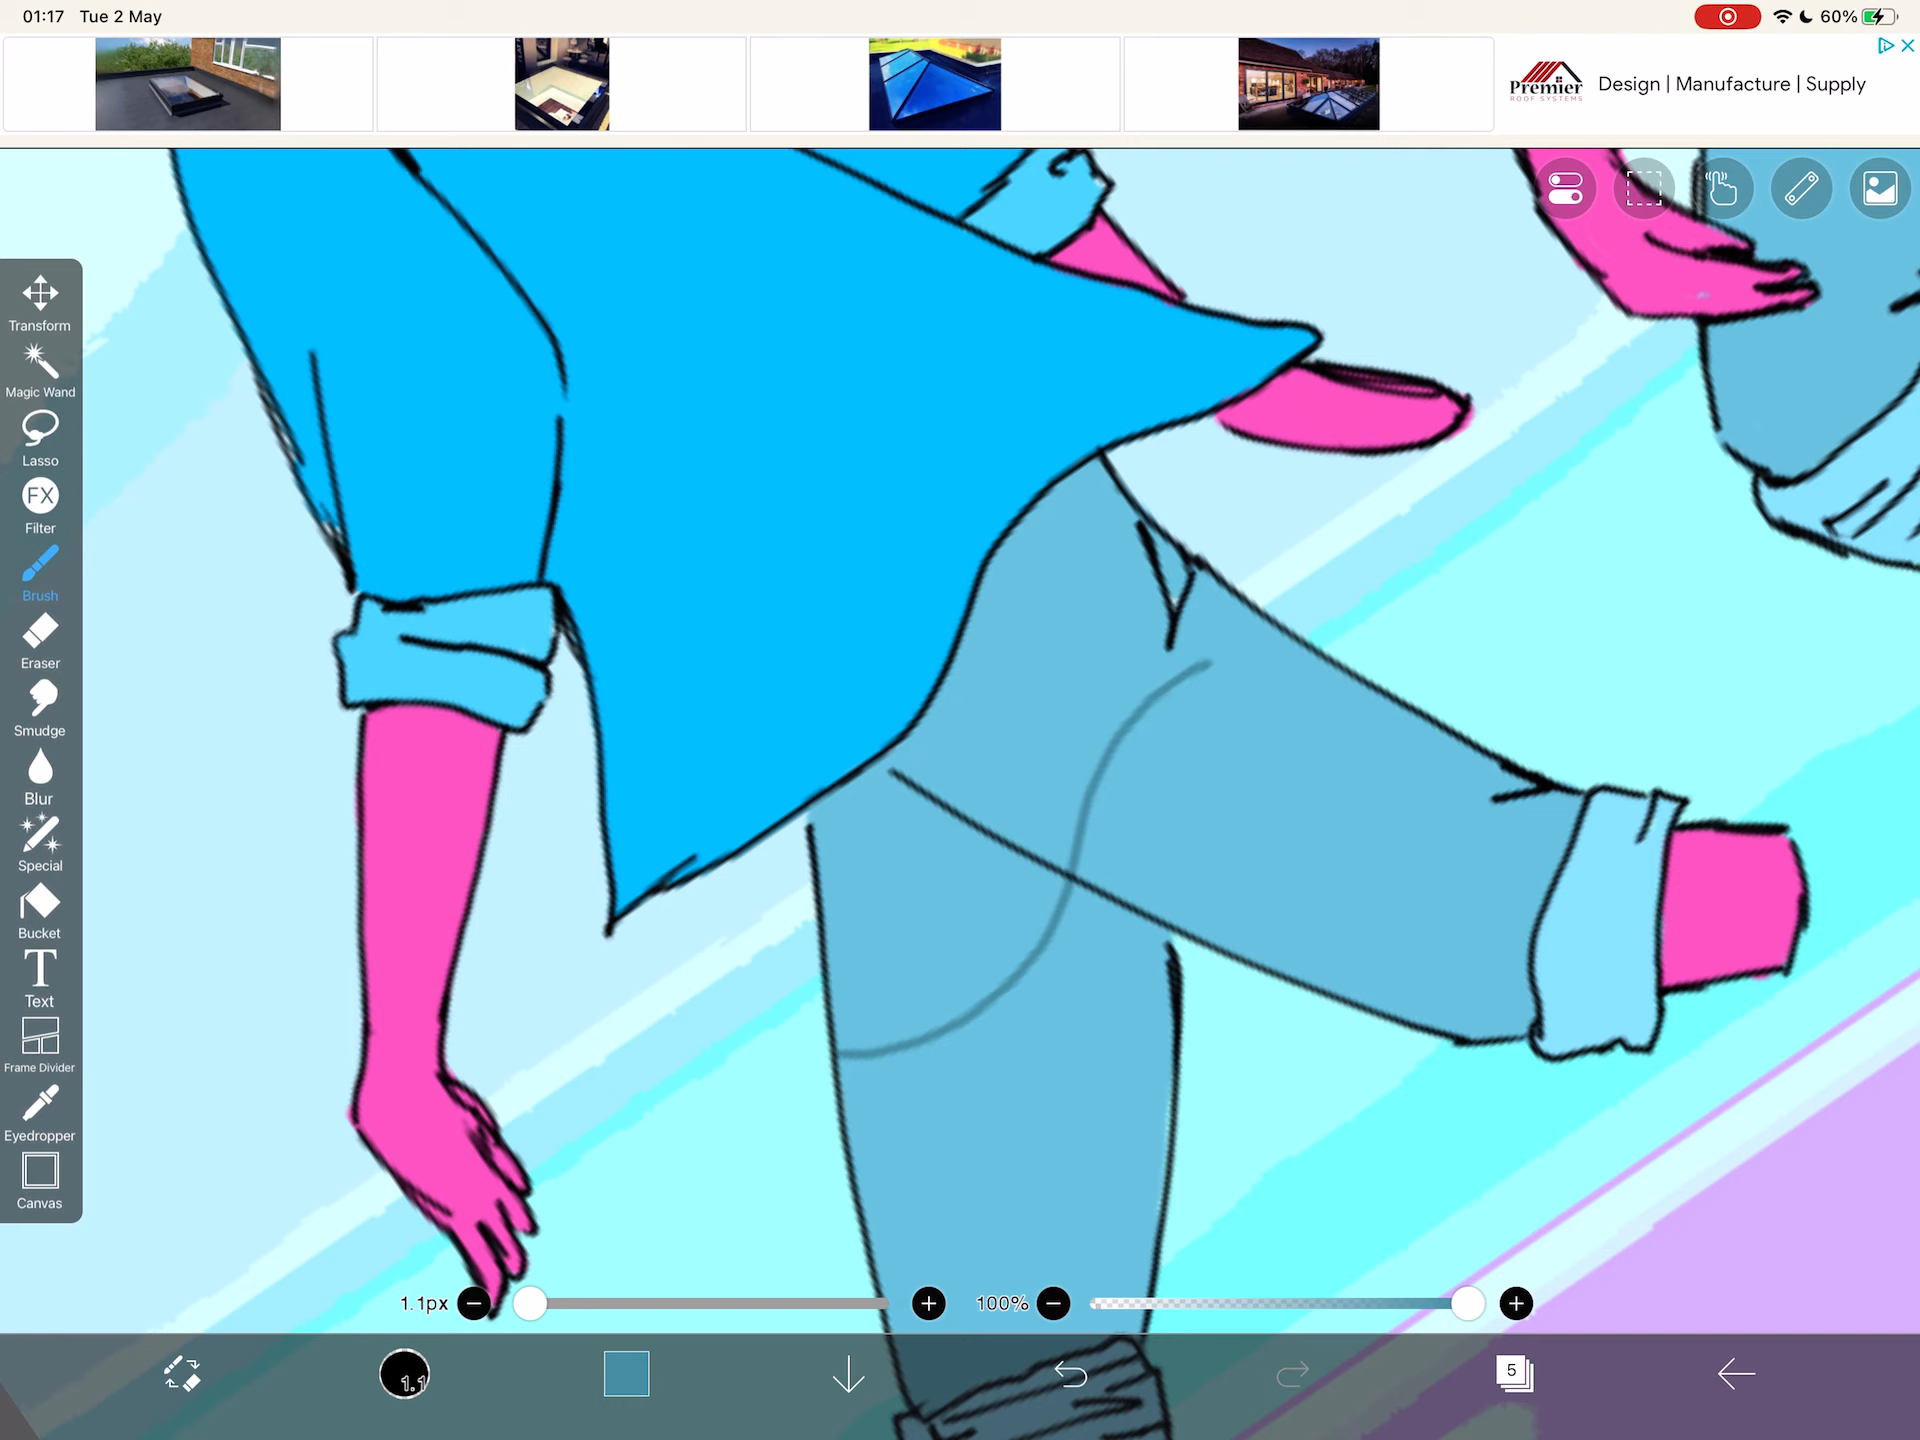 01:17 Tue 2 May
60%
Premier
ROOF SYSTEMS
Design | Manufacture | Supply
Transform
Magic Wand
Lasso
FX
Filter
Brush
Eraser
Smudge
Blur
Special
Bucket
T
Text
Frame Divider
Eyedropper
Canvas
1.1px
100%
1.1
5